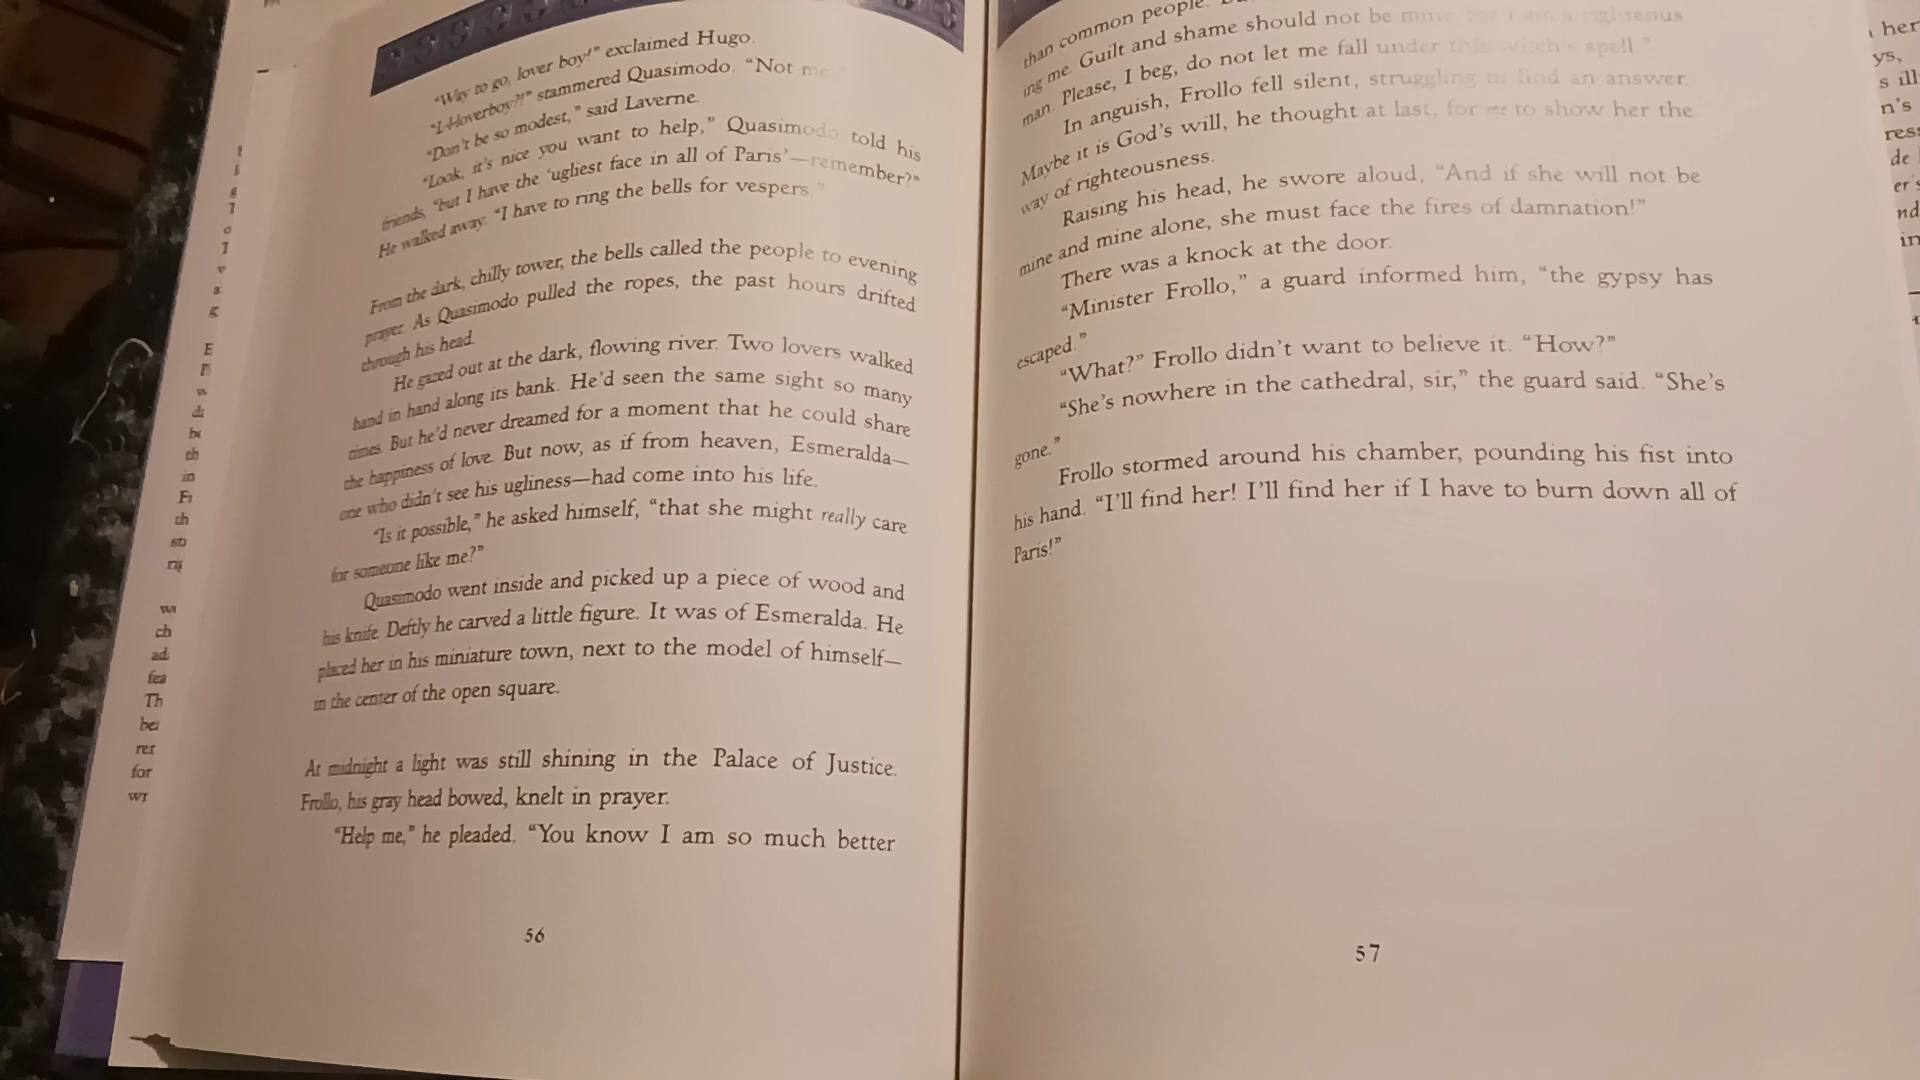 "Way to go, lover boy!" exclaimed Hugo.
"L-l-loverboy?!" stammered Quasimodo. "Not me."
"Don't be so modest," said Laverne.
"Look, it's nice you want to help," Quasimodo told his
friends, "but I have the 'ugliest face in all of Paris'—remember?"
He walked away. "I have to ring the bells for vespers."
From the dark, chilly tower, the bells called the people to evening
prayer. As Quasimodo pulled the ropes, the past hours drifted
through his head.
He gazed out at the dark, flowing river. Two lovers walked
hand in hand along its bank. He'd seen the same sight so many
times. But he'd never dreamed for a moment that he could share
the happiness of love. But now, as if from heaven, Esmeralda—
one who didn't see his ugliness—had come into his life.
"Is it possible," he asked himself, "that she might really care
for someone like me?"
Quasimodo went inside and picked up a piece of wood and
his knife. Deftly he carved a little figure. It was of Esmeralda. He
placed her in his miniature town, next to the model of himself—
in the center of the open square.
At midnight a light was still shining in the Palace of Justice.
Frollo, his gray head bowed, knelt in prayer.
"Help me," he pleaded. "You know I am so much better
56
than common people.
ing me. Guilt and shame should not be mine for I am a righteous
man. Please, I beg, do not let me fall under this witch's spell."
In anguish, Frollo fell silent, struggling to find an answer.
Maybe it is God's will, he thought at last, for me to show her the
way of righteousness.
Raising his head, he swore aloud, "And if she will not be
mine and mine alone, she must face the fires of damnation!"
There was a knock at the door.
"Minister Frollo," a guard informed him, "the gypsy has
escaped."
"What?" Frollo didn't want to believe it. "How?"
"She's nowhere in the cathedral, sir," the guard said. "She's
gone."
Frollo stormed around his chamber, pounding his fist into
his hand. "I'll find her! I'll find her if I have to burn down all of
Paris!"
57